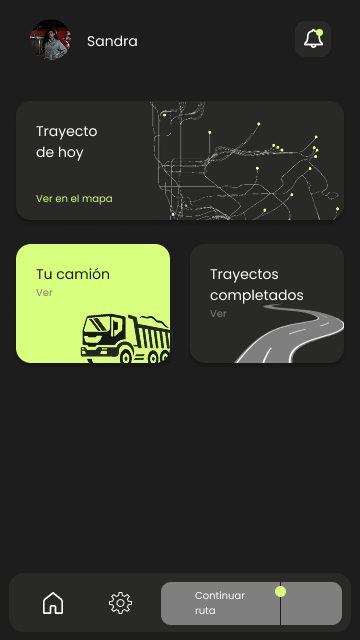 Sandra
Trayecto
de hoy
Ver en el mapa
Tu camión
Ver
Trayectos
completados
Ver
Continuar
ruta